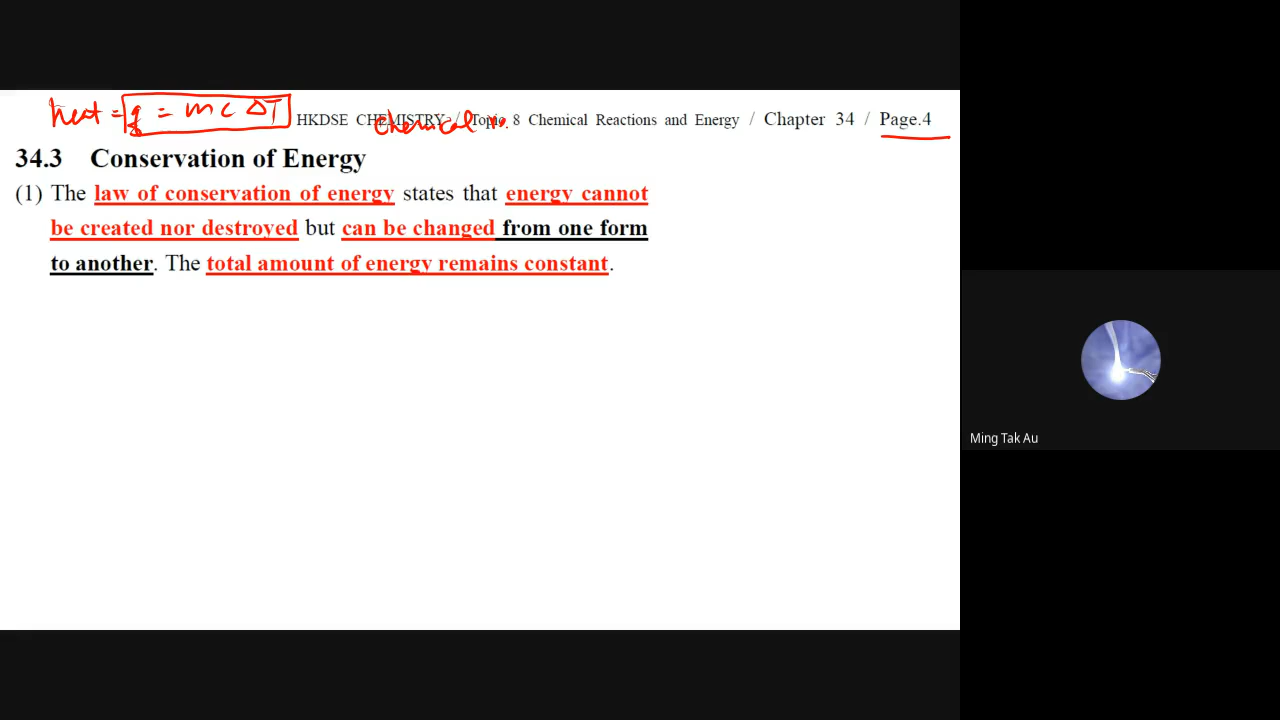 heat = q = mc ΔT
HKDSE CHEMISTRY / Topic 8 Chemical Reactions and Energy / Chapter 34 / Page.4
Chemical
34.3 Conservation of Energy
(1) The law of conservation of energy states that energy cannot
be created nor destroyed but can be changed from one form
to another. The total amount of energy remains constant.
Ming Tak Au